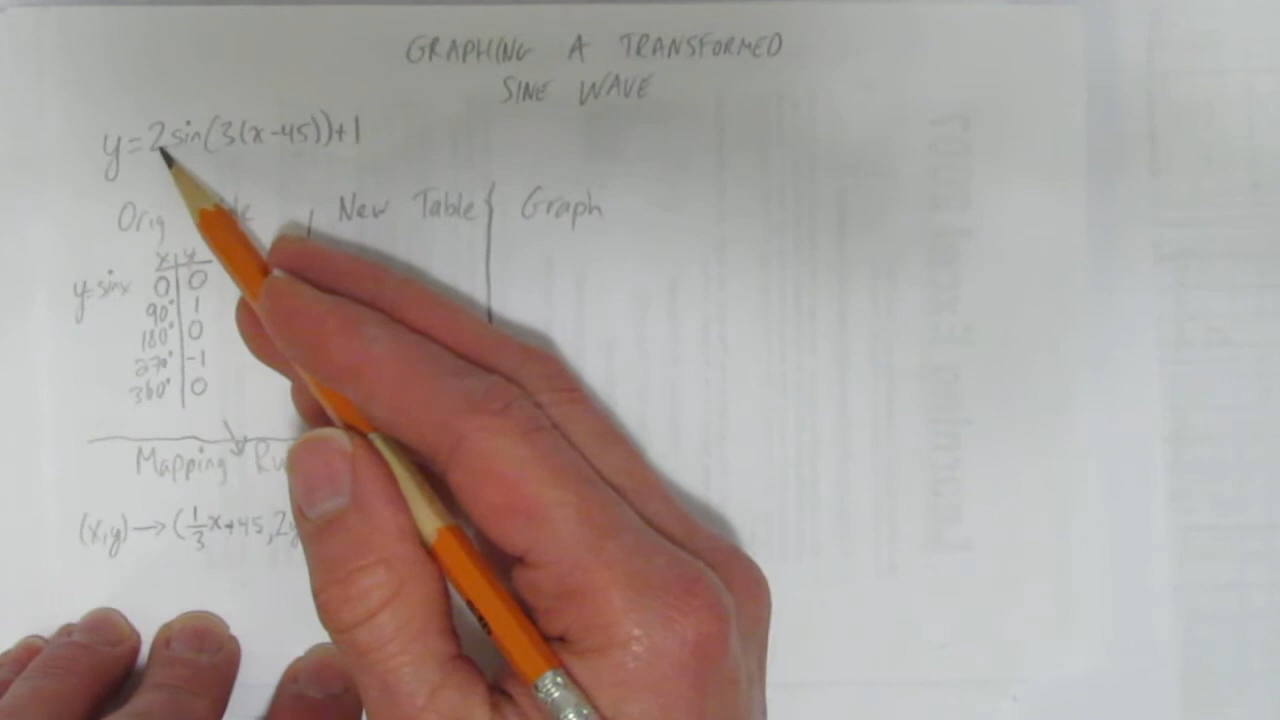 GRAPHING A TRANSFORMED
SINE WAVE
y=2sin(3(x-45))+1
Orig
New Table
Graph
x y
y=sinx 0 0
90° 1
180° 0
270° -1
360° 0
Mapping
(x,y)→(1/3x+45,2y